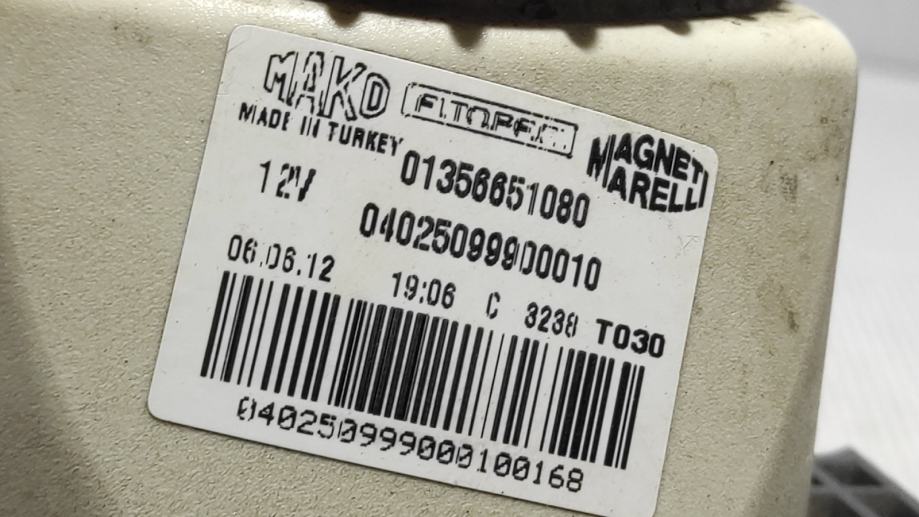 MAKO
MADE IN TURKEY
MAGNETI
MARELLI
12V
01356651080
04025099900010
06.06.12 19:06 C 3238 T030
040250999000100168